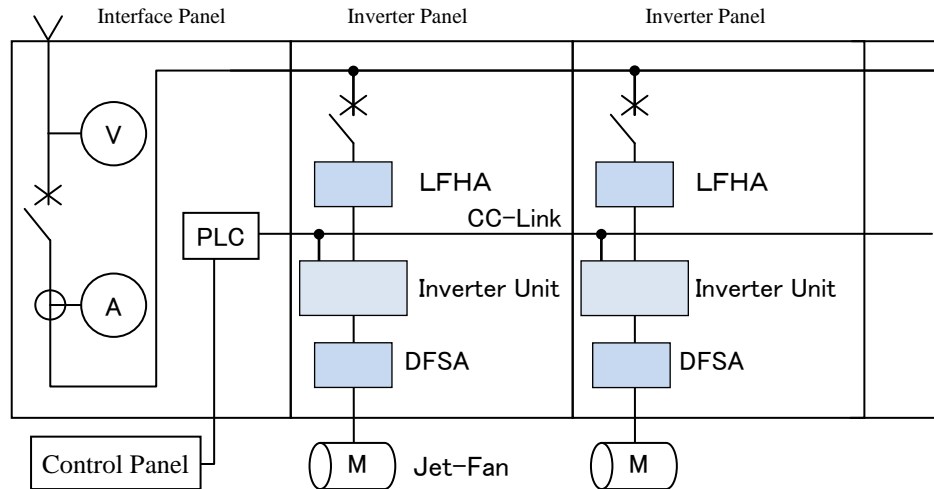 Interface Panel
Inverter Panel
Inverter Panel
V
LFHA
LFHA
CC-Link
PLC
Inverter Unit
Inverter Unit
A
DFSA
DFSA
Control Panel
M
Jet-Fan
M